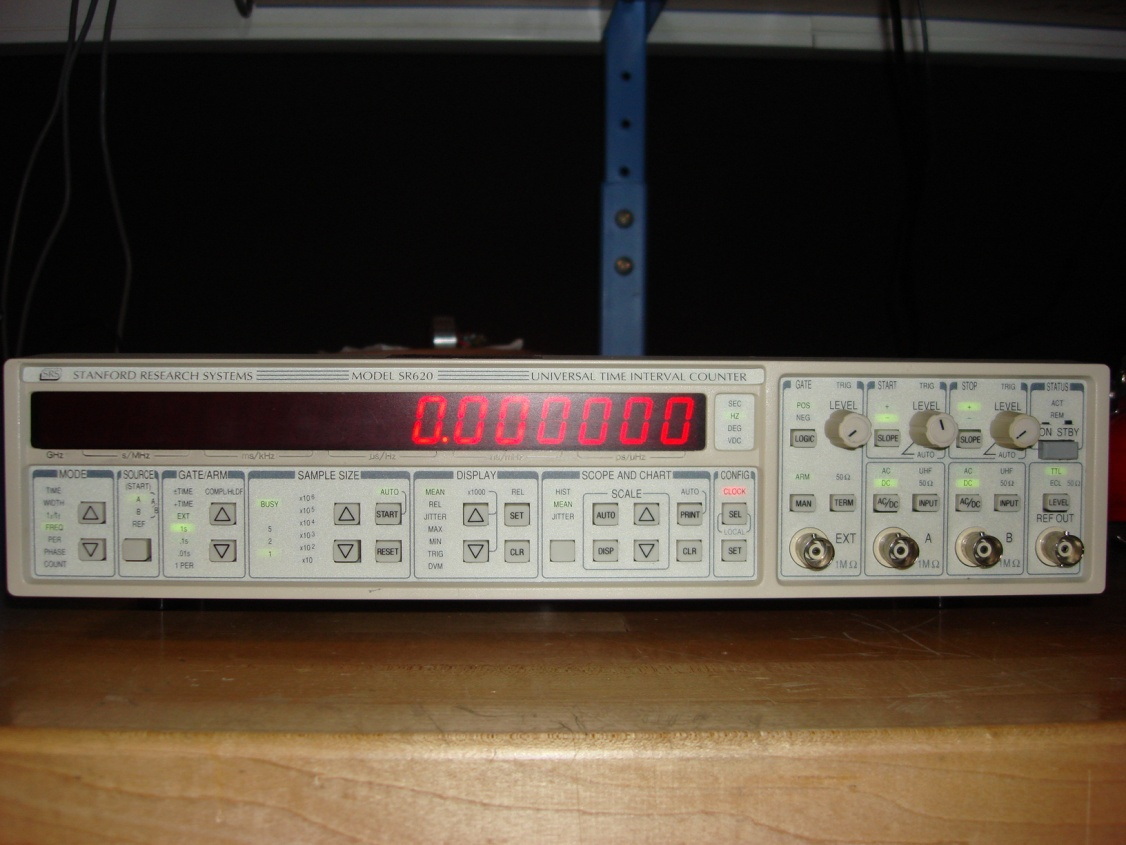 SRS STANFORD RESEARCH SYSTEMS MODEL SR620 UNIVERSAL TIME INTERVAL COUNTER
0.000000
SEC
HZ
DEG
VDC
GHz s/MHz ms/kHz µs/Hz ns/mHz ps/µHz
MODE
TIME
WIDTH
FREQ
PER
PHASE
COUNT
SOURCE
(START)
A
B
REF
A
B
GATE/ARM
±TIME
+TIME
EXT
1s
.1s
.01s
1 PER
COMPL-HLDF
SAMPLE SIZE
BUSY
5
2
1
x10⁶
x10⁵
x10⁴
x10³
x10²
x10
AUTO
START
RESET
DISPLAY
MEAN
REL
JITTER
MAX
MIN
TRIG
DVM
x1000
REL
SET
CLR
SCOPE AND CHART
HIST
MEAN
JITTER
SCALE
AUTO
DISP
AUTO
PRINT
CLR
CONFIG
CLOCK
SEL
LOCAL
SET
GATE TRIG
POS
NEG
LEVEL
LOGIC
ARM 50Ω
MAN TERM
EXT
1MΩ
START TRIG
+
-
LEVEL
SLOPE
AUTO
AC UHF
DC 50Ω
AC/DC INPUT
A
1MΩ
STOP TRIG
+
-
LEVEL
SLOPE
AUTO
AC UHF
DC 50Ω
AC/DC INPUT
B
1MΩ
STATUS
ACT
REM
ON STBY
TTL
ECL 50Ω
LEVEL
REF OUT